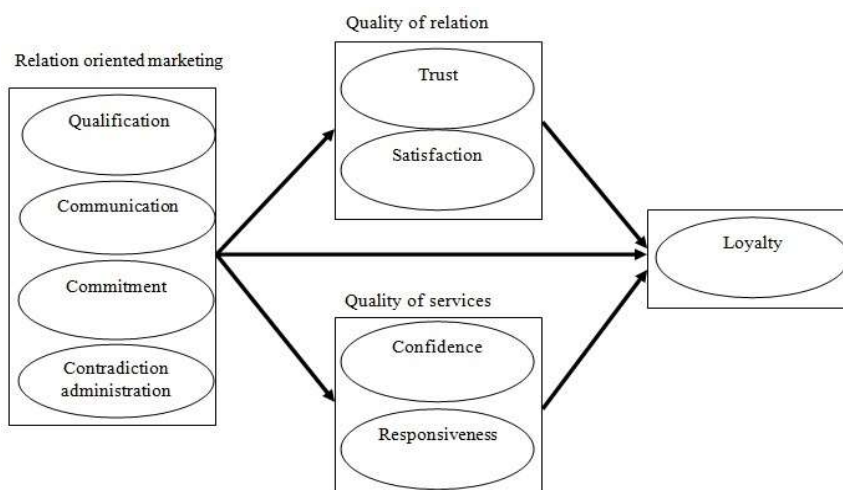 Relation oriented marketing
Qualification
Communication
Commitment
Contradiction
administration
Quality of relation
Trust
Satisfaction
Quality of services
Confidence
Responsiveness
Loyalty